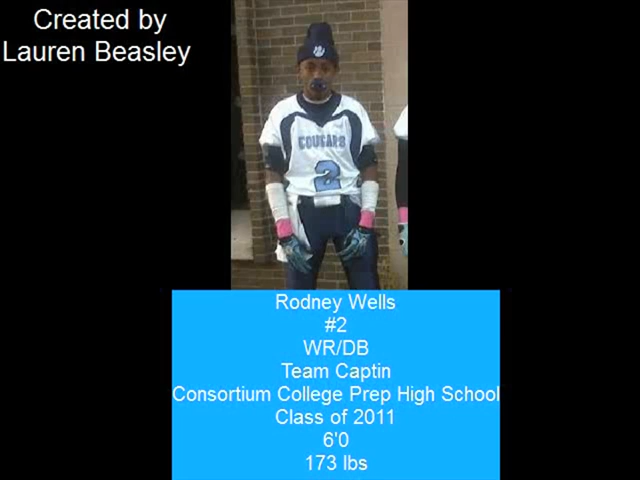 Created by
Lauren Beasley
COUGARS
2
Rodney Wells
#2
WR/DB
Team Captin
Consortium College Prep High School
Class of 2011
6'0
173 lbs